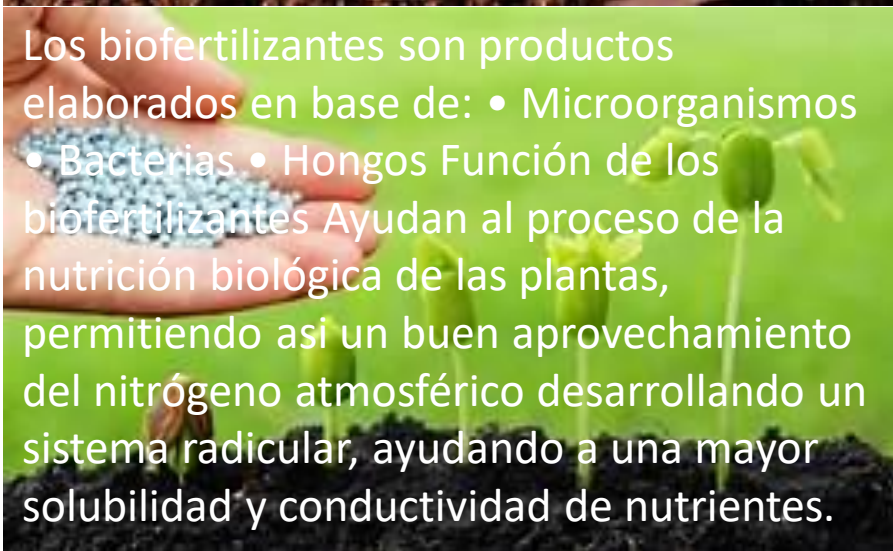 Los biofertilizantes son productos
elaborados en base de: • Microorganismos
• Bacterias • Hongos Función de los
biofertilizantes Ayudan al proceso de la
nutrición biológica de las plantas,
permitiendo asi un buen aprovechamiento
del nitrógeno atmosférico desarrollando un
sistema radicular, ayudando a una mayor
solubilidad y conductividad de nutrientes.